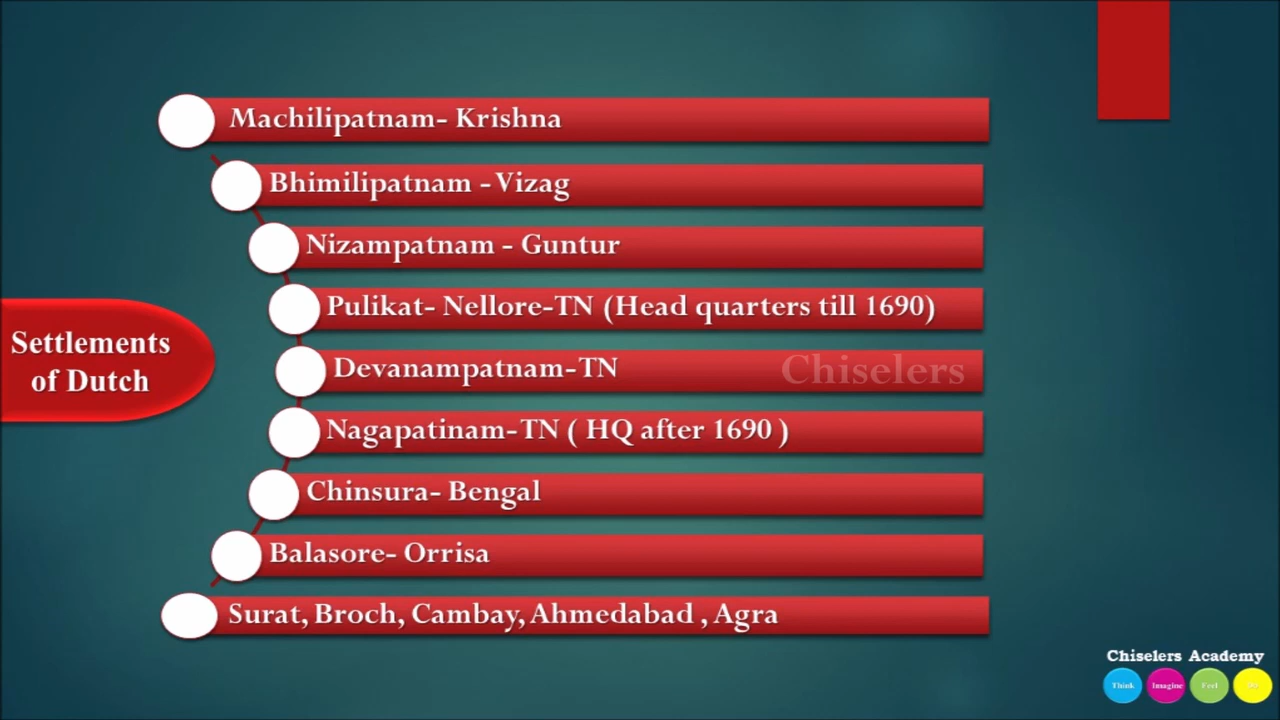 Machilipatnam- Krishna
Bhimilipatnam - Vizag
Nizampatnam - Guntur
Pulikat- Nellore-TN (Head quarters till 1690)
Settlements
of Dutch
Devanampatnam-TN
Chiselers
Nagapatinam-TN ( HQ after 1690 )
Chinsura- Bengal
Balasore- Orrisa
Surat, Broch, Cambay, Ahmedabad , Agra
Chiselers Academy
Think Imagine Feel